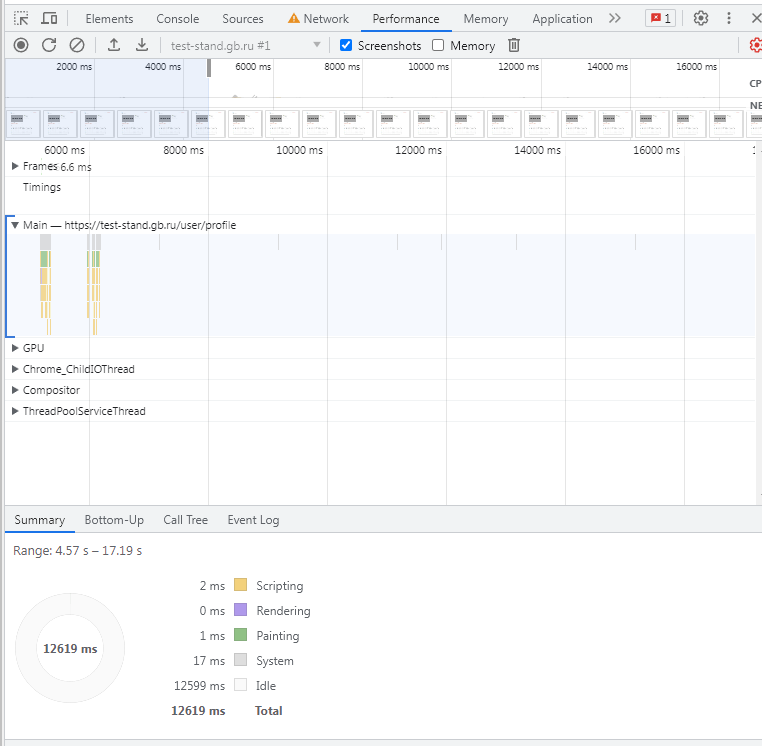 Elements Console Sources Network Performance Memory Application 1
test-stand.gb.ru #1 Screenshots Memory
2000 ms 4000 ms 6000 ms 8000 ms 10000 ms 12000 ms 14000 ms 16000 ms
CP
NE
6000 ms 8000 ms 10000 ms 12000 ms 14000 ms 16000 ms 1
Frames 6.6 ms
Timings
Main — https://test-stand.gb.ru/user/profile
GPU
Chrome_ChildIOThread
Compositor
ThreadPoolServiceThread
Summary Bottom-Up Call Tree Event Log
Range: 4.57 s – 17.19 s
2 ms Scripting
0 ms Rendering
1 ms Painting
17 ms System
12599 ms Idle
12619 ms Total
12619 ms